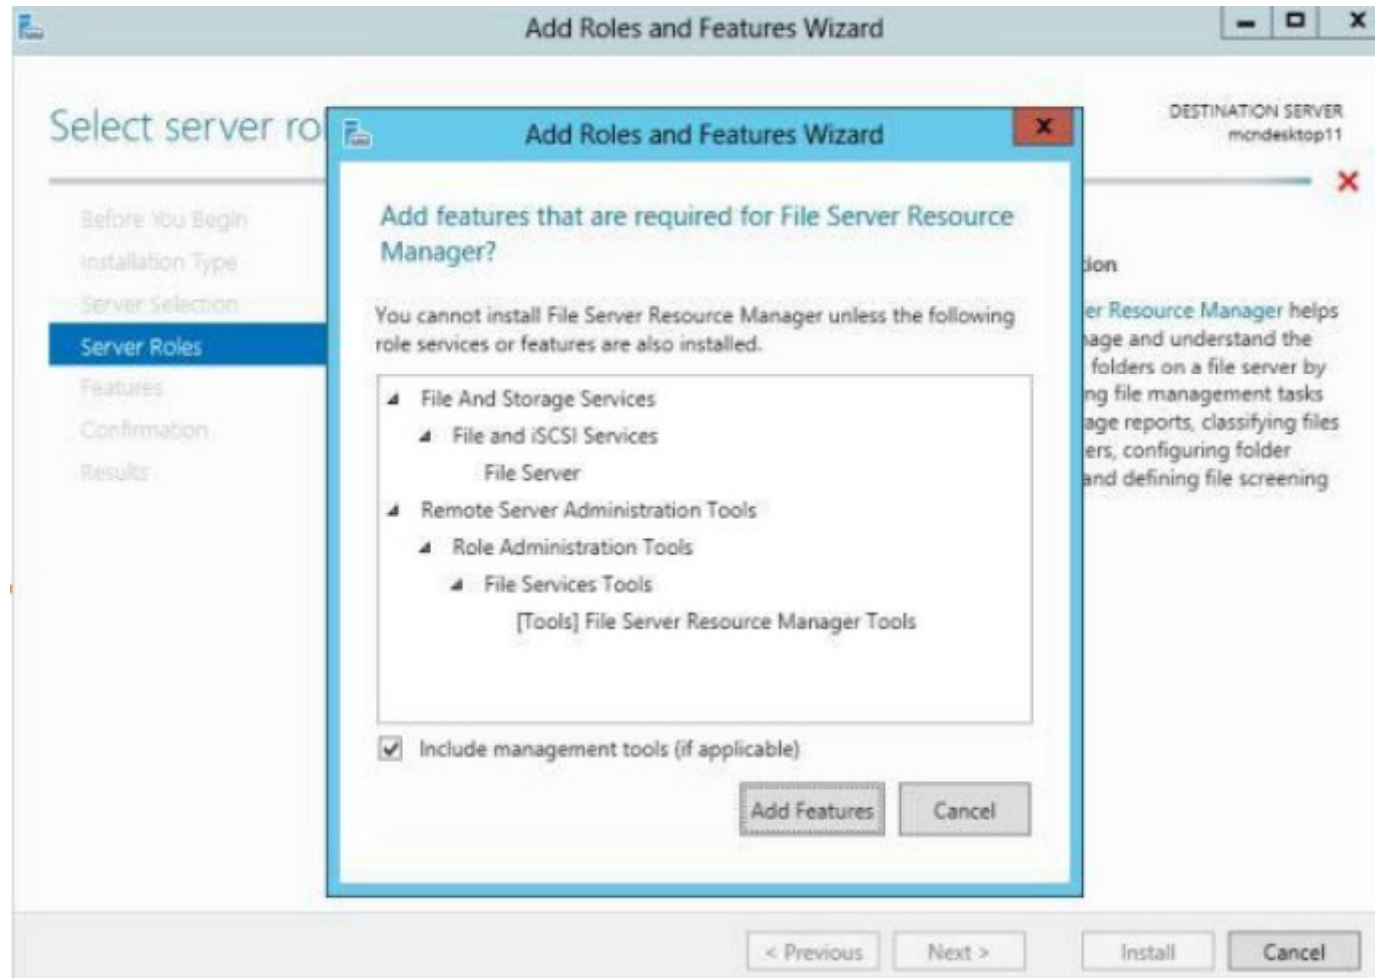 Add Roles and Features Wizard
Select server ro
DESTINATION SERVER
mcndesktop11
Before You Begin
Installation Type
Server Selection
Server Roles
Features
Confirmation
Results
Add Roles and Features Wizard
Add features that are required for File Server Resource
Manager?
You cannot install File Server Resource Manager unless the following
role services or features are also installed.
File And Storage Services
File and iSCSI Services
File Server
Remote Server Administration Tools
Role Administration Tools
File Services Tools
[Tools] File Server Resource Manager Tools
Include management tools (if applicable)
Add Features
Cancel
ion
er Resource Manager helps
age and understand the
folders on a file server by
ng file management tasks
age reports, classifying files
ers, configuring folder
and defining file screening
< Previous
Next >
Install
Cancel